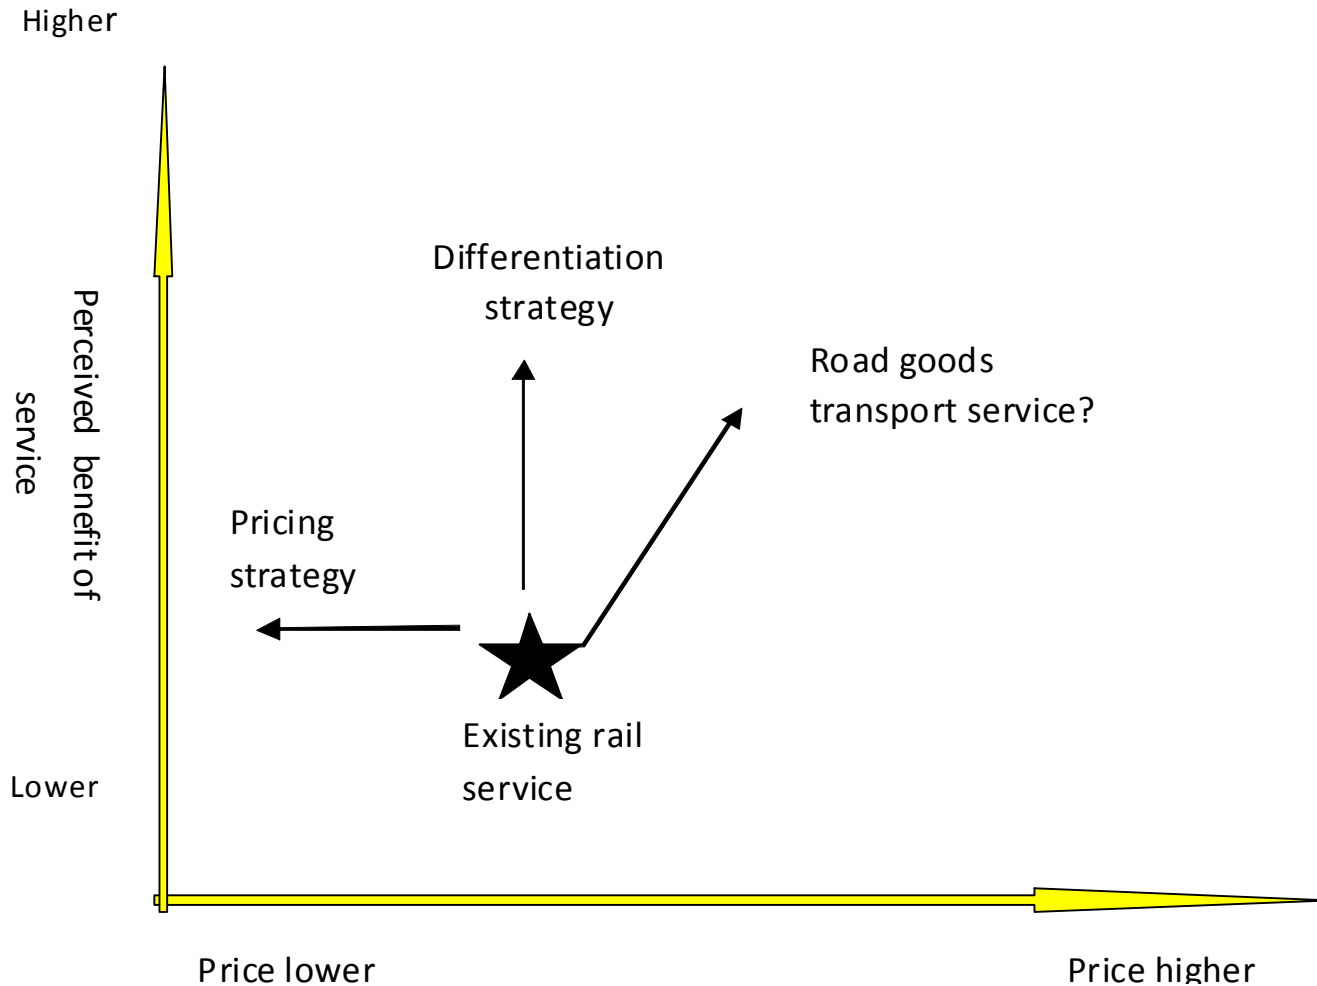 Higher
Differentiation
strategy
Road goods
transport service?
Perceived benefit of
service
Pricing
strategy
Existing rail
service
Lower
Price lower
Price higher